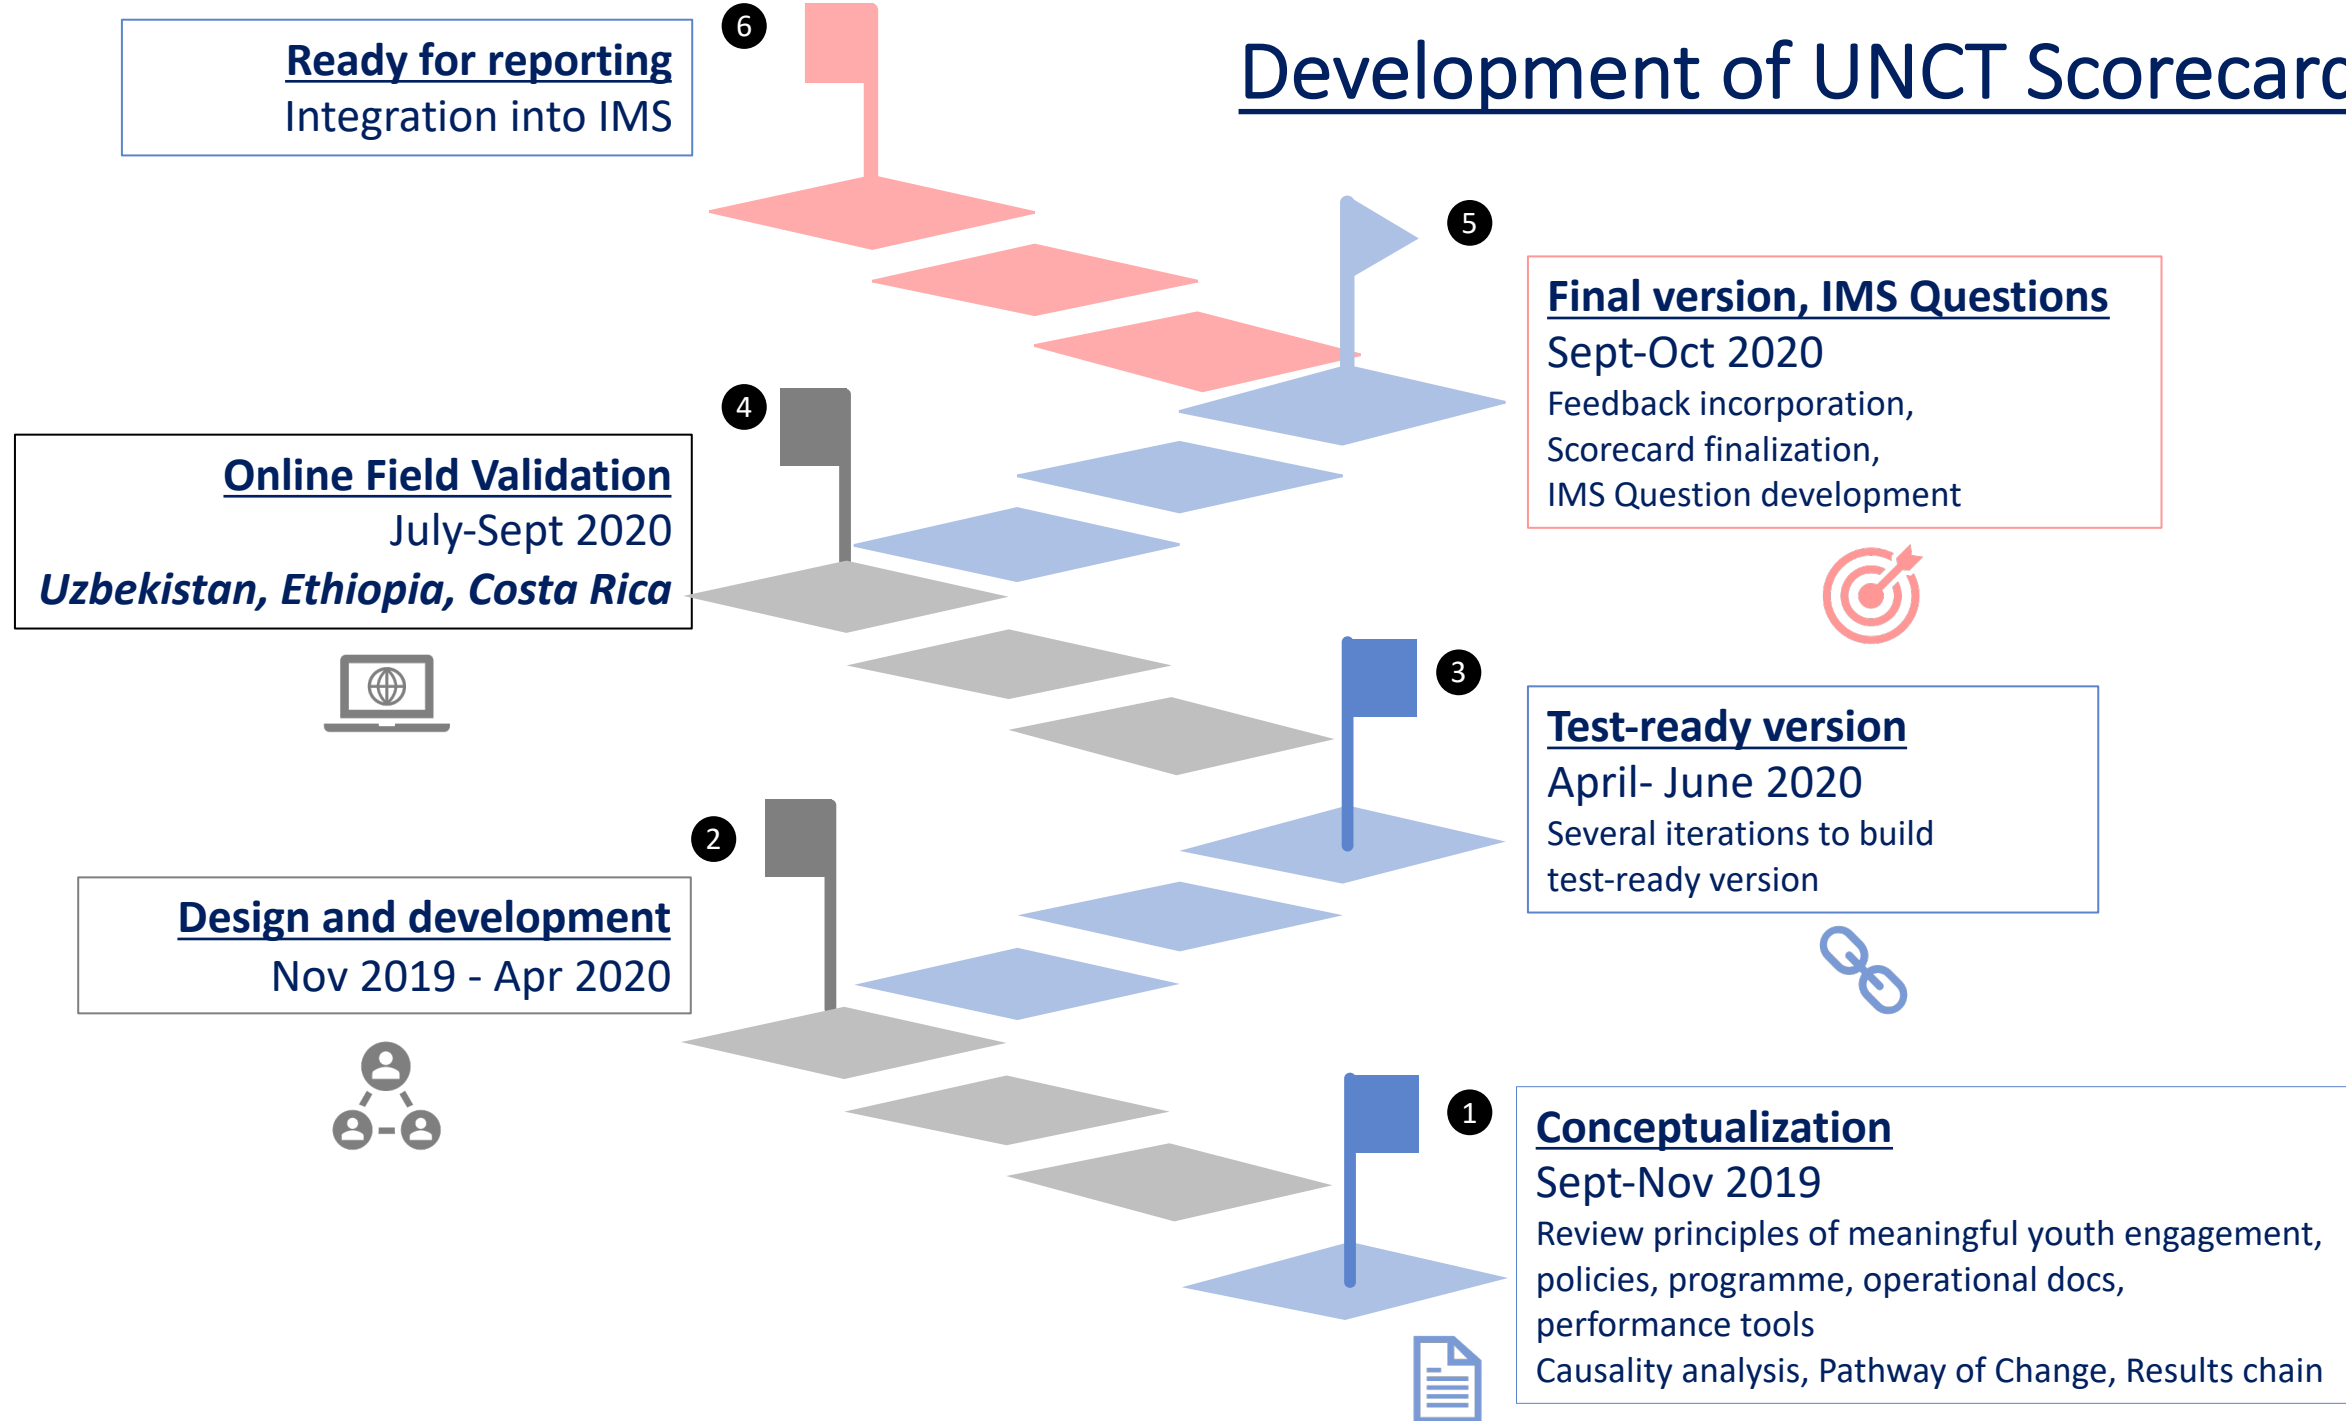 Development of UNCT Scorecard
6
Ready for reporting
Integration into IMS
5
Final version, IMS Questions
Sept-Oct 2020
Feedback incorporation,
Scorecard finalization,
IMS Question development
4
Online Field Validation
July-Sept 2020
Uzbekistan, Ethiopia, Costa Rica
3
Test-ready version
April- June 2020
Several iterations to build
test-ready version
2
Design and development
Nov 2019 - Apr 2020
1
Conceptualization
Sept-Nov 2019
Review principles of meaningful youth engagement,
policies, programme, operational docs,
performance tools
Causality analysis, Pathway of Change, Results chain